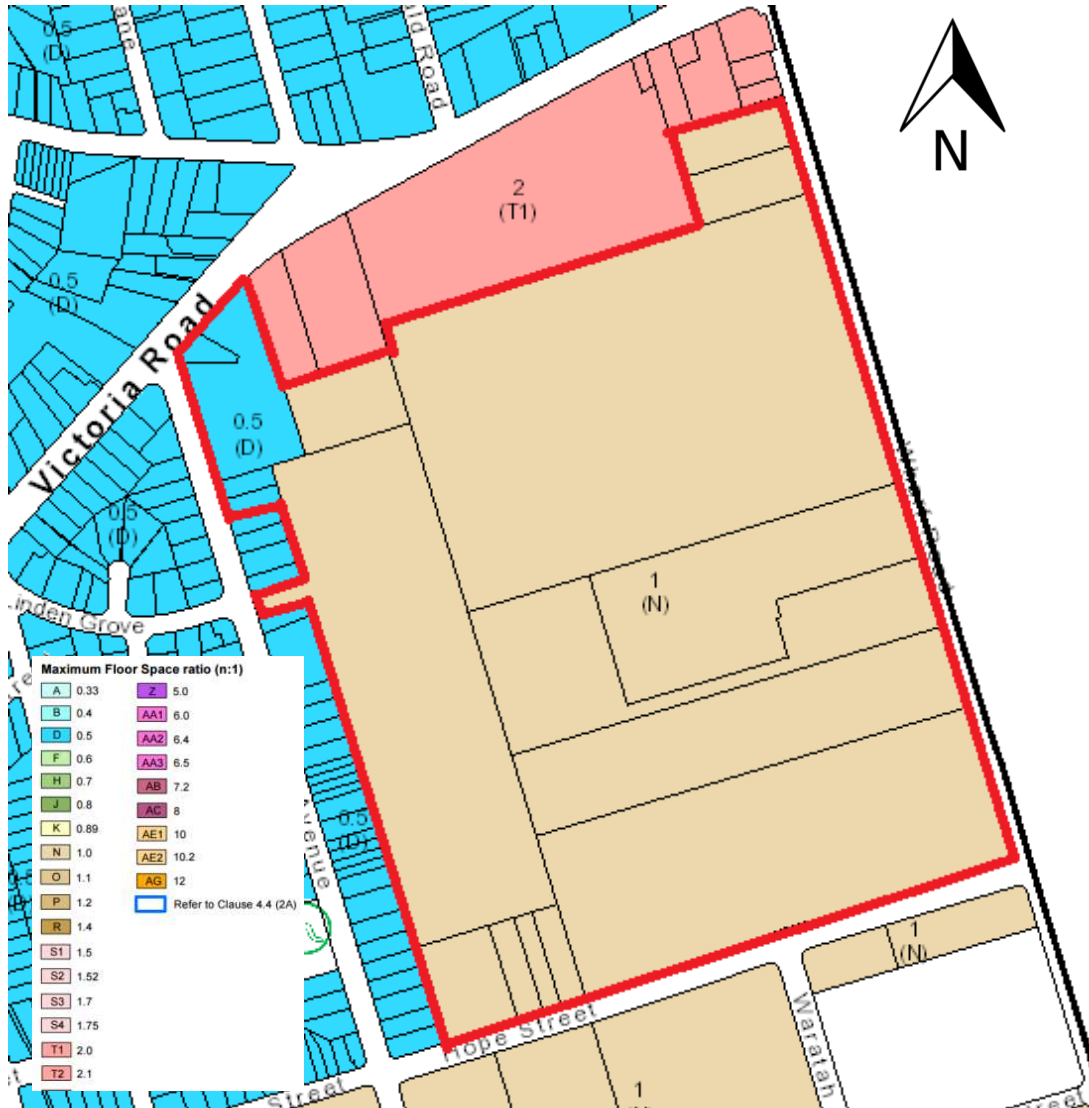 0.5
(D)
ane
ald Road
N
2
(T1)
0.5
(D)
Victoria Road
0.5
(D)
0.5
(D)
1
(N)
inden Grove
0.5
(D)
venue
1
(N)
Hope Street
Waratah
Street
1
Maximum Floor Space ratio (n:1)
A 0.33
B 0.4
D 0.5
F 0.6
H 0.7
J 0.8
K 0.89
N 1.0
O 1.1
P 1.2
R 1.4
S1 1.5
S2 1.52
S3 1.7
S4 1.75
T1 2.0
T2 2.1
Z 5.0
AA1 6.0
AA2 6.4
AA3 6.5
AB 7.2
AC 8
AE1 10
AE2 10.2
AG 12
Refer to Clause 4.4 (2A)